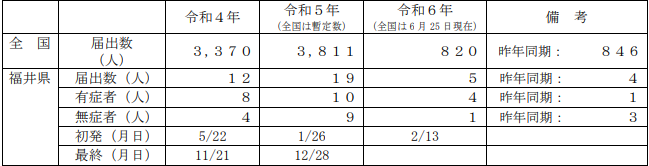 令和４年 令和５年 令和６年 備　考
(全国は暫定数) (全国は６月25日現在)
全　国 届出数（人） ３,３７０ ３,８１１ ８２０ 昨年同期： ８４６
福井県 届出数（人） １２ １９ ５ 昨年同期： ４
有症者（人） ８ １０ ４ 昨年同期： １
無症者（人） ４ ９ １ 昨年同期： ３
初発（月日） 5/22 1/26 2/13
最終（月日） 11/21 12/28